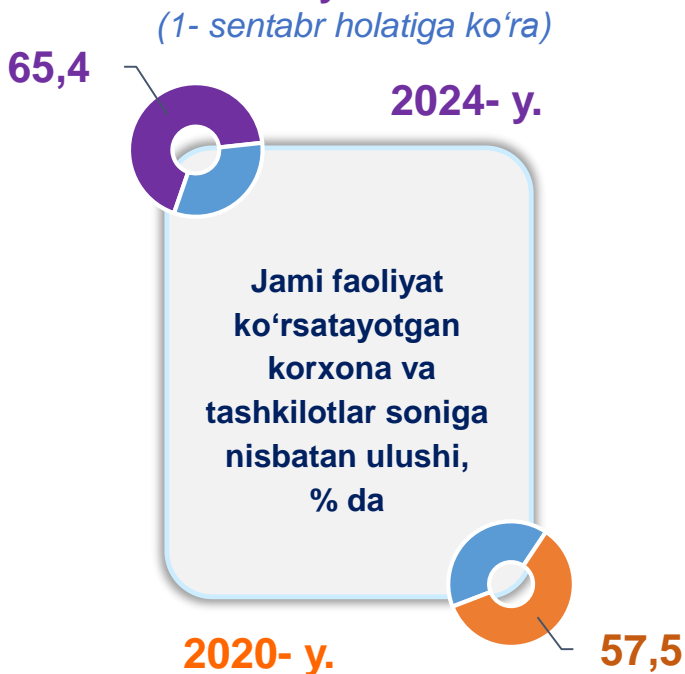 (1- sentabr holatiga ko‘ra)
65,4
2024- y.
Jami faoliyat
ko‘rsatayotgan
korxona va
tashkilotlar soniga
nisbatan ulushi,
% da
2020- y.
57,5